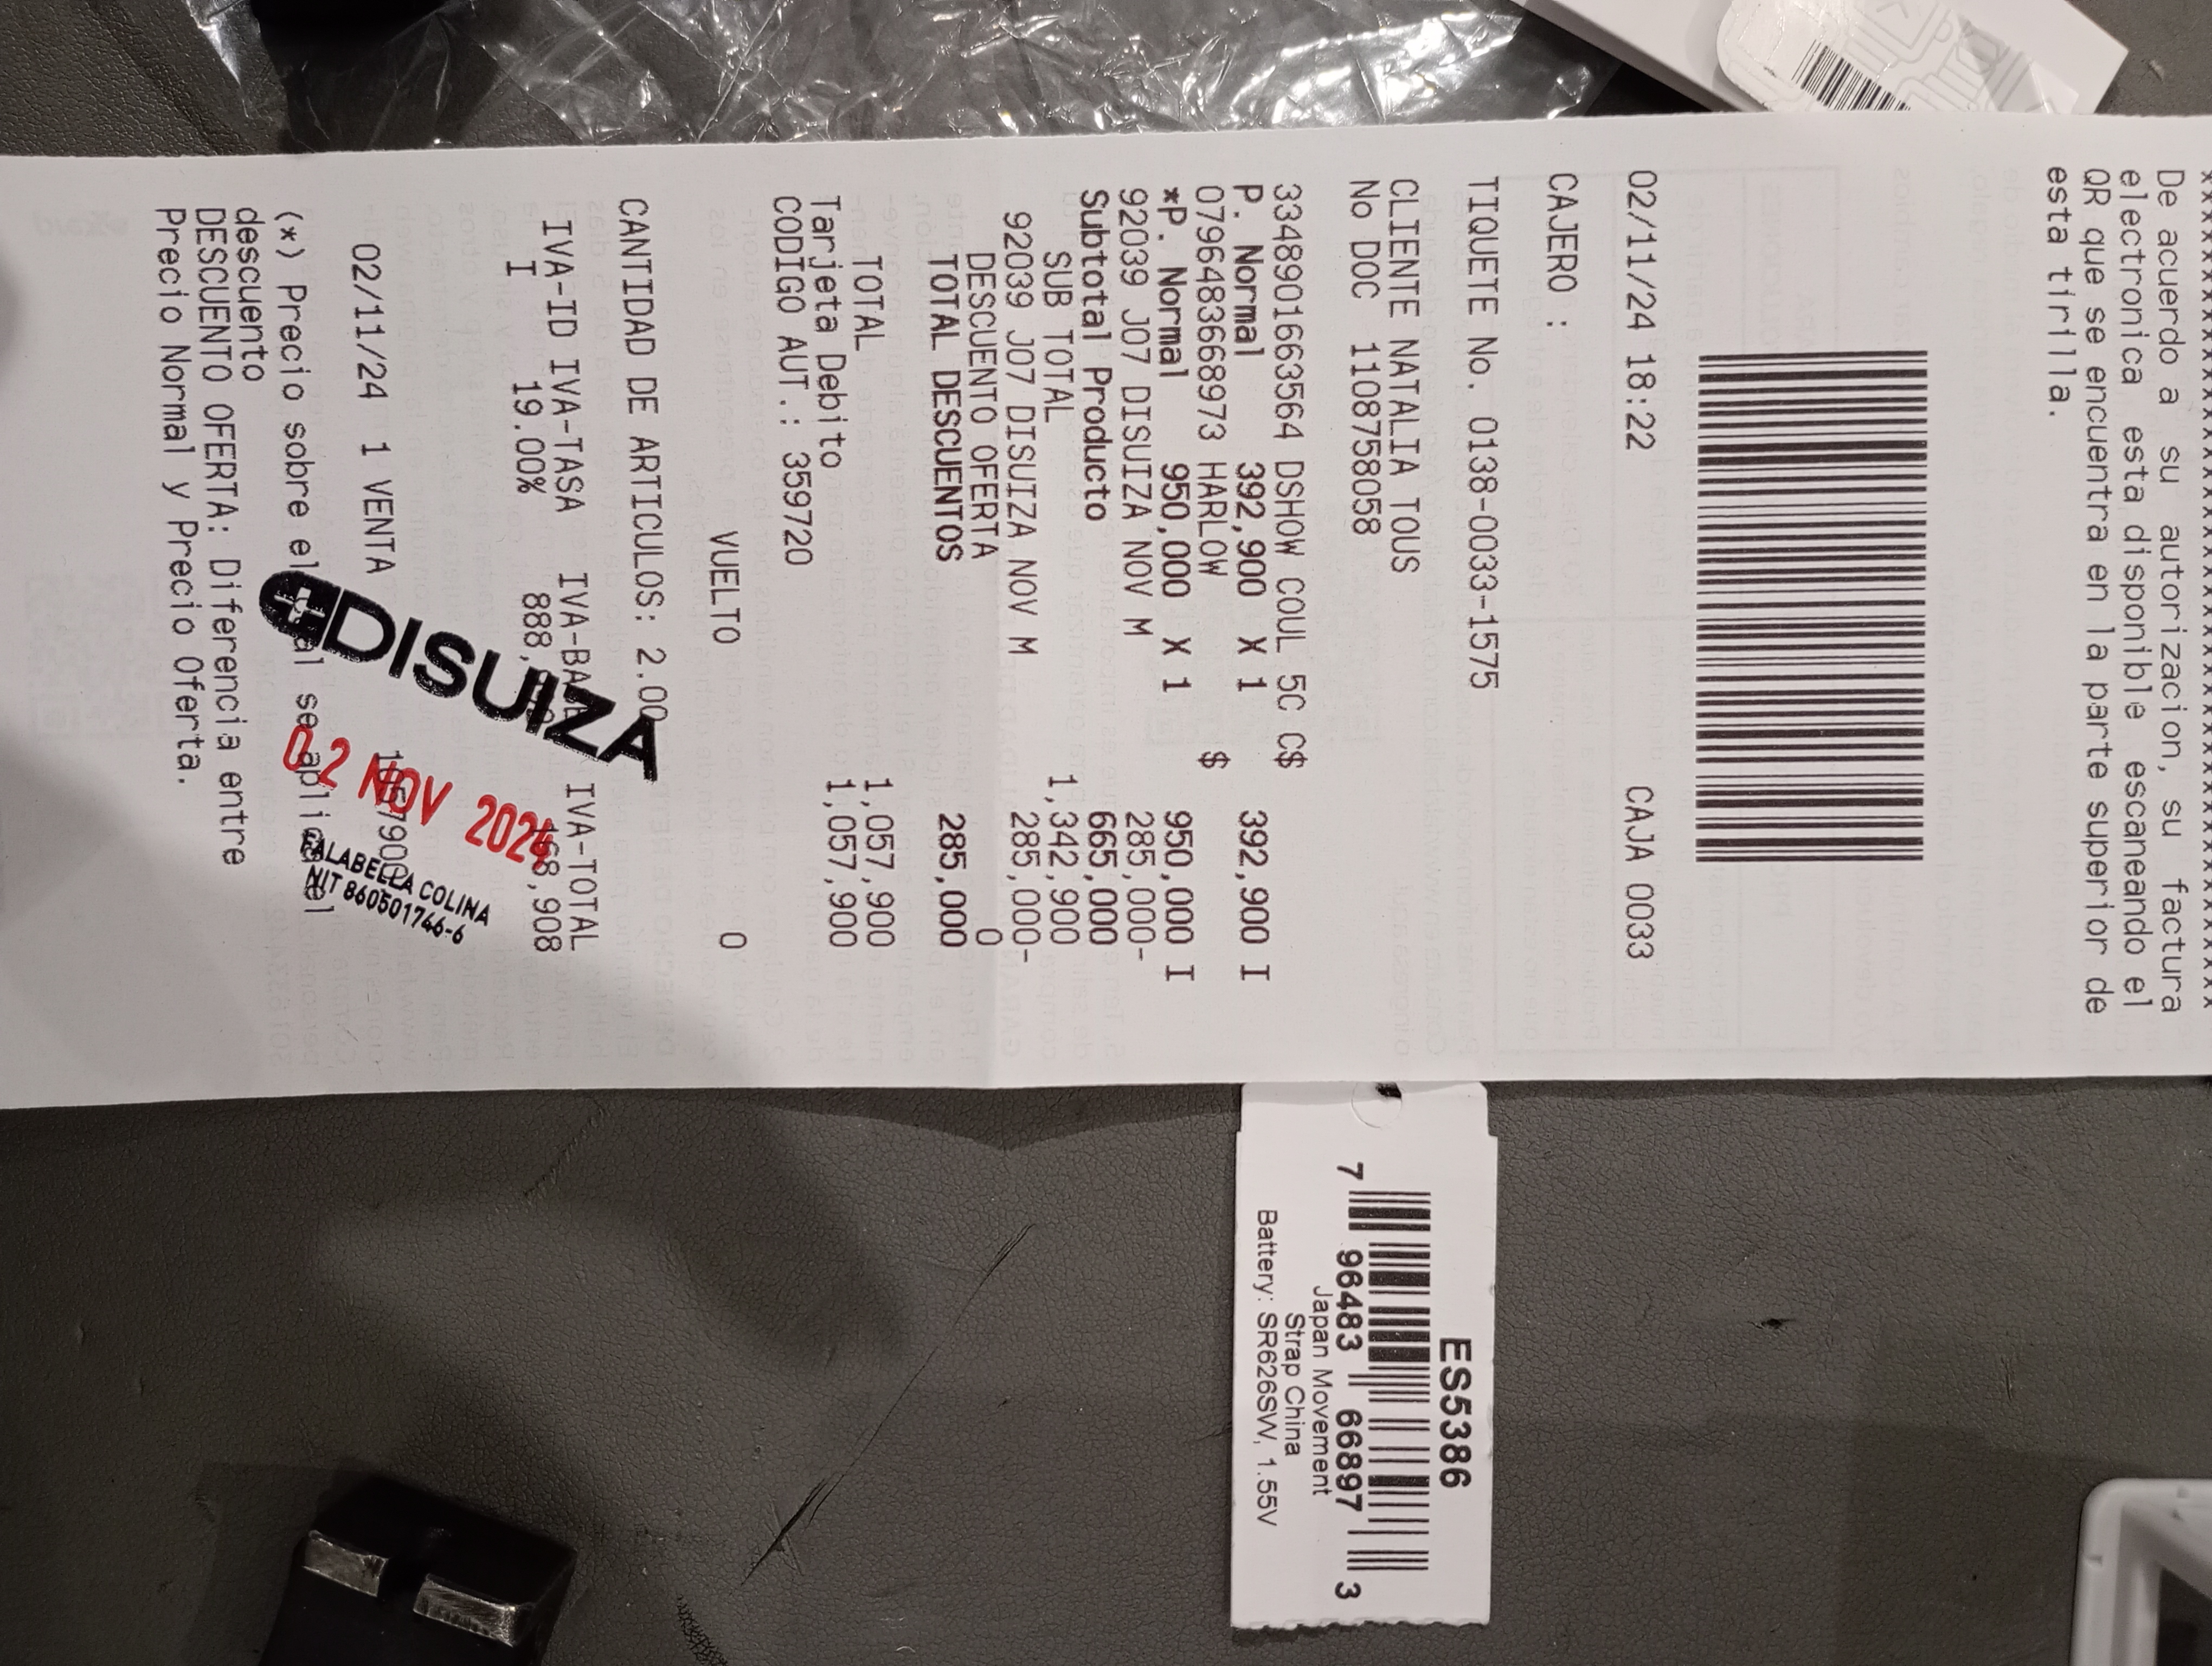 De acuerdo a su autorizacion, su factura
electronica esta disponible escaneando el
QR que se encuentra en la parte superior de
esta tirilla.
02/11/24 18:22 CAJA 0033
CAJERO :
TIQUETE No. 0138-0033-1575
CLIENTE NATALIA TOUS
No DOC 1108758058
3348901663564 DSHOW COUL 5C C$
P. Normal 392,900 X 1 392,900 I
0796483668973 HARLOW $
*P. Normal 950,000 X 1 950,000 I
92039 J07 DISUIZA NOV M 285,000-
Subtotal Producto 665,000
SUB TOTAL 1,342,900
92039 J07 DISUIZA NOV M 285,000-
DESCUENTO OFERTA 0
TOTAL DESCUENTOS 285,000
TOTAL 1,057,900
Tarjeta Debito 1,057,900
CODIGO AUT.: 359720
VUELTO 0
CANTIDAD DE ARTICULOS: 2.00
IVA-ID IVA-TASA IVA-BASE IVA-TOTAL
I 19.00% 168,908
02/11/24 1 VENTA
(*) Precio sobre el cual se aplica el
descuento
DESCUENTO OFERTA: Diferencia entre
Precio Normal y Precio Oferta.
DISUIZA
02 NOV 2024
FALABELLA COLINA
NIT 860501746-6
ES5386
7 96483 66897 3
Japan Movement
Strap China
Battery: SR626SW, 1.55V